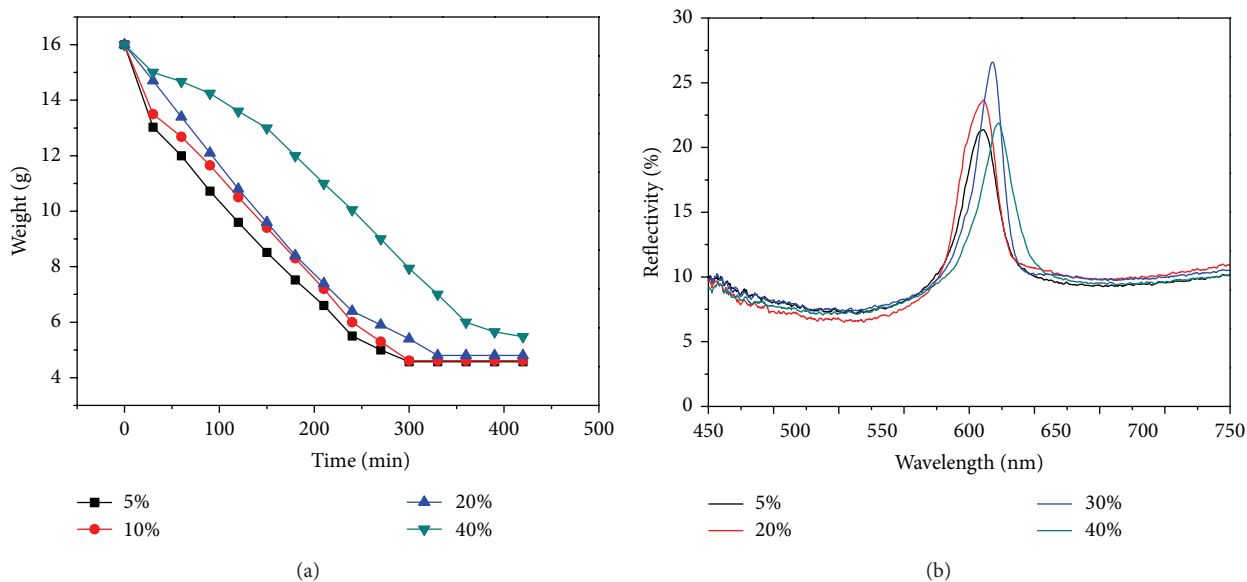 16
14
12
10
8
6
4
Weight (g)
0 100 200 300 400 500
Time (min)
5% 20%
10% 40%
(a)
30
25
20
15
10
5
0
Reflectivity (%)
450 500 550 600 650 700 750
Wavelength (nm)
5% 30%
20% 40%
(b)